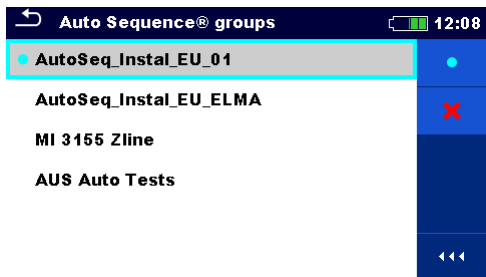 Auto Sequence® groups 12:08
AutoSeq_Instal_EU_01
AutoSeq_Instal_EU_ELMA
MI 3155 Zline
AUS Auto Tests